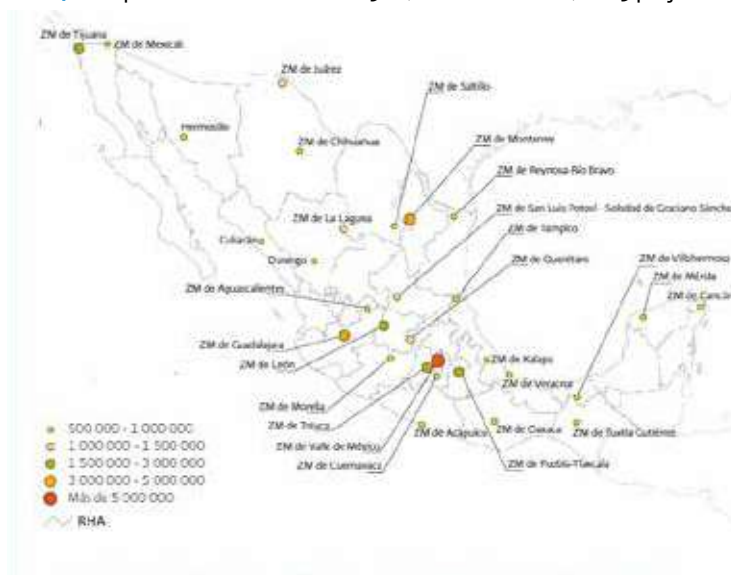 ZM de Tijuana
ZM de Mexicali
ZM de Juárez
ZM de Saltillo
Hermosillo
ZM de Chihuahua
ZM de Monterrey
ZM de Reynosa-Río Bravo
ZM de La Laguna
ZM de San Luis Potosí - Soledad de Graciano Sánche
ZM de Tampico
Culiacán
Durango
ZM de Querétaro
ZM de Villahermosa
ZM de Mérida
ZM de Aguascalientes
ZM de Cancún
ZM de Guadalajara
ZM de León
ZM de Xalapa
ZM de Veracruz
ZM de Morelia
ZM de Toluca
ZM de Acapulco
ZM de Oaxaca
ZM de Tuxtla Gutiérrez
ZM de Valle de México
ZM de Cuernavaca
ZM de Puebla-Tlaxcala
500 000 - 1 000 000
1 000 000 - 1 500 000
1 500 000 - 3 000 000
3 000 000 - 5 000 000
Más de 5 000 000
RHA